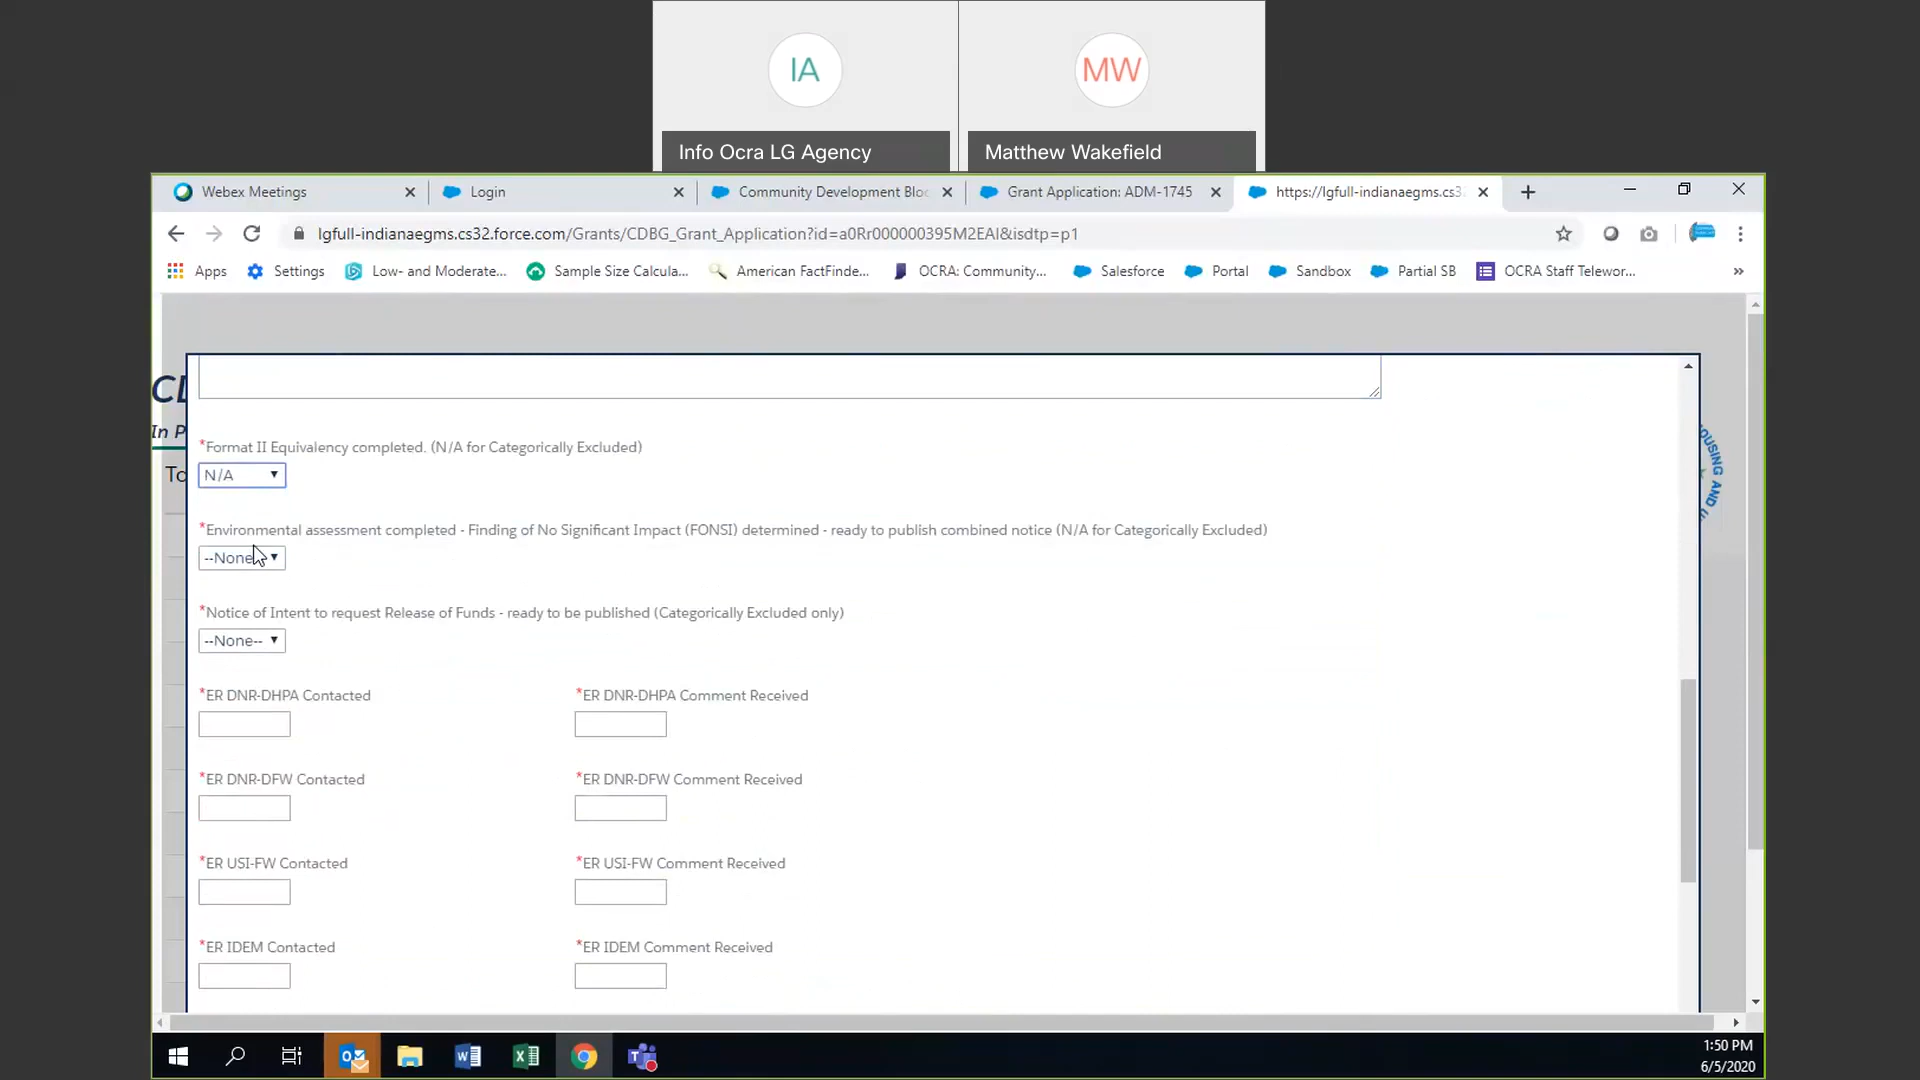 IA
MW
Info Ocra LG Agency
Matthew Wakefield
Webex Meetings
Login
Community Development Bloc
Grant Application: ADM-1745
https://lgfull-indianaegms.cs3
lgfull-indianaegms.cs32.force.com/Grants/CDBG_Grant_Application?id=a0Rr000000395M2EAI&isdtp=p1
Apps
Settings
Low- and Moderate...
Sample Size Calcula...
American FactFinde...
OCRA: Community...
Salesforce
Portal
Sandbox
Partial SB
OCRA Staff Telewor...
»
In P
*Format II Equivalency completed. (N/A for Categorically Excluded)
N/A
*Environmental assessment completed - Finding of No Significant Impact (FONSI) determined - ready to publish combined notice (N/A for Categorically Excluded)
--None
*Notice of Intent to request Release of Funds - ready to be published (Categorically Excluded only)
--None--
*ER DNR-DHPA Contacted
*ER DNR-DHPA Comment Received
*ER DNR-DFW Contacted
*ER DNR-DFW Comment Received
*ER USI-FW Contacted
*ER USI-FW Comment Received
*ER IDEM Contacted
*ER IDEM Comment Received
OUSING AND U
1:50 PM
6/5/2020